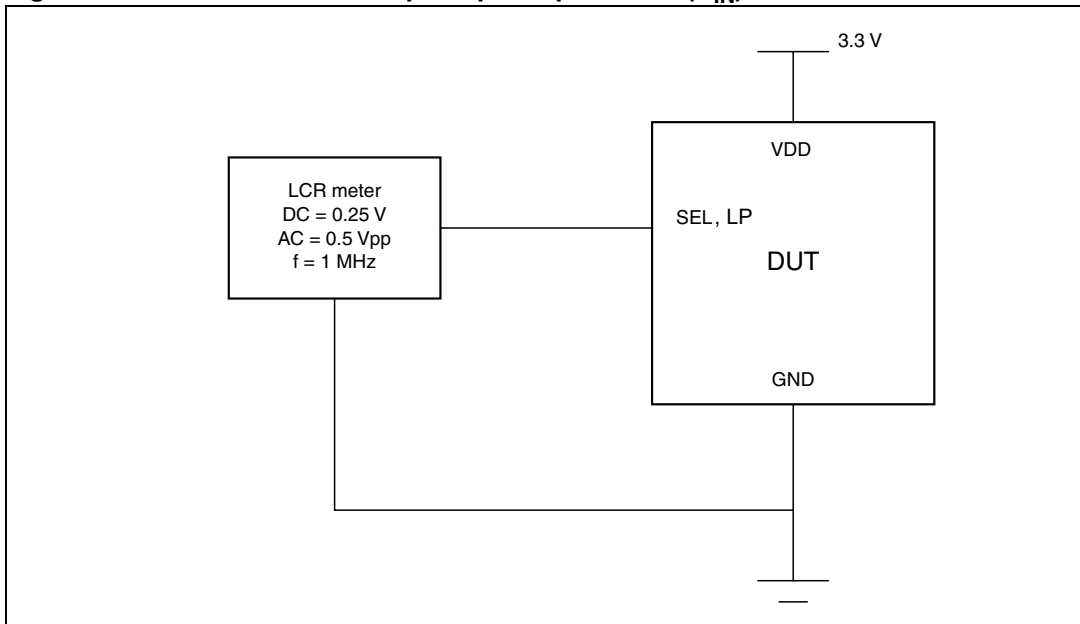 3.3 V
VDD
LCR meter
DC = 0.25 V
AC = 0.5 Vpp
f = 1 MHz
SEL, LP
DUT
GND